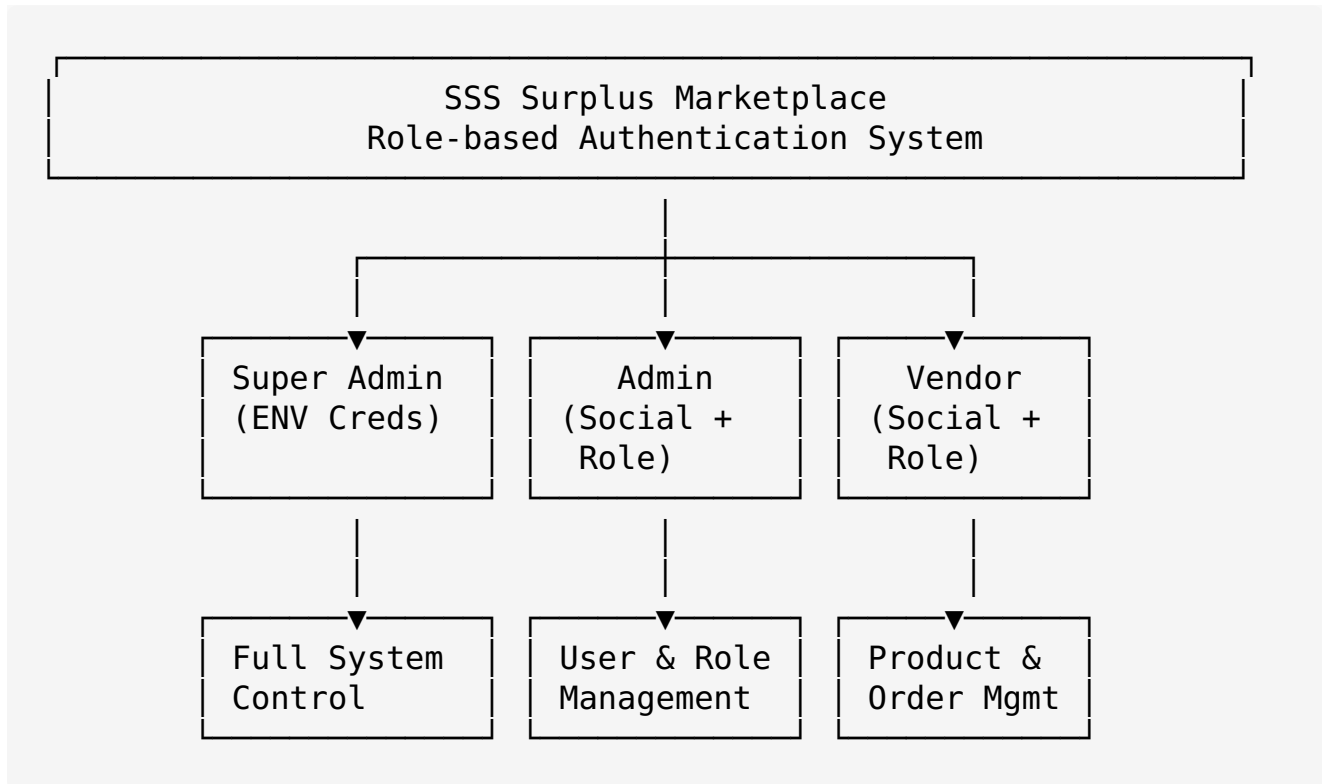 SSS Surplus Marketplace
Role-based Authentication System
Super Admin
(ENV Creds)
Admin
(Social +
Role)
Vendor
(Social +
Role)
Full System
Control
User & Role
Management
Product &
Order Mgmt